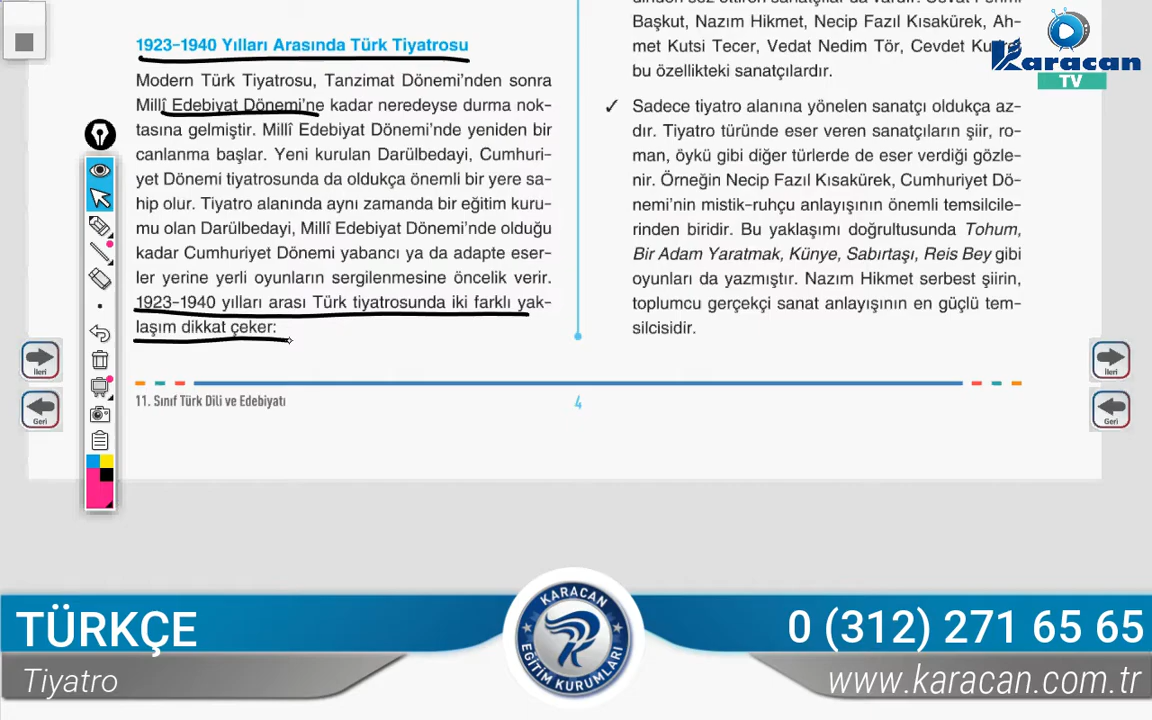 1923-1940 Yılları Arasında Türk Tiyatrosu
Modern Türk Tiyatrosu, Tanzimat Dönemi'nden sonra
Millî Edebiyat Dönemi'ne kadar neredeyse durma nok-
tasına gelmiştir. Millî Edebiyat Dönemi'nde yeniden bir
canlanma başlar. Yeni kurulan Darülbedayi, Cumhuri-
yet Dönemi tiyatrosunda da oldukça önemli bir yere sa-
hip olur. Tiyatro alanında aynı zamanda bir eğitim kuru-
mu olan Darülbedayi, Millî Edebiyat Dönemi'nde olduğu
kadar Cumhuriyet Dönemi yabancı ya da adapte eser-
ler yerine yerli oyunların sergilenmesine öncelik verir.
1923-1940 yılları arası Türk tiyatrosunda iki farklı yak-
laşım dikkat çeker:
Başkut, Nazım Hikmet, Necip Fazıl Kısakürek, Ah-
met Kutsi Tecer, Vedat Nedim Tör, Cevdet
bu özellikteki sanatçılardır.
✓ Sadece tiyatro alanına yönelen sanatçı oldukça az-
dır. Tiyatro türünde eser veren sanatçıların şiir, ro-
man, öykü gibi diğer türlerde de eser verdiği gözle-
nir. Örneğin Necip Fazıl Kısakürek, Cumhuriyet Dö-
nemi'nin mistik-ruhçu anlayışının önemli temsilcile-
rinden biridir. Bu yaklaşımı doğrultusunda Tohum,
Bir Adam Yaratmak, Künye, Sabırtaşı, Reis Bey gibi
oyunları da yazmıştır. Nazım Hikmet serbest şiirin,
toplumcu gerçekçi sanat anlayışının en güçlü tem-
silcisidir.
Karacan
TV
İleri
Geri
İleri
Geri
11. Sınıf Türk Dili ve Edebiyatı
4
TÜRKÇE
Tiyatro
KARACAN
EĞİTİM KURUMLARI
0 (312) 271 65 65
www.karacan.com.tr